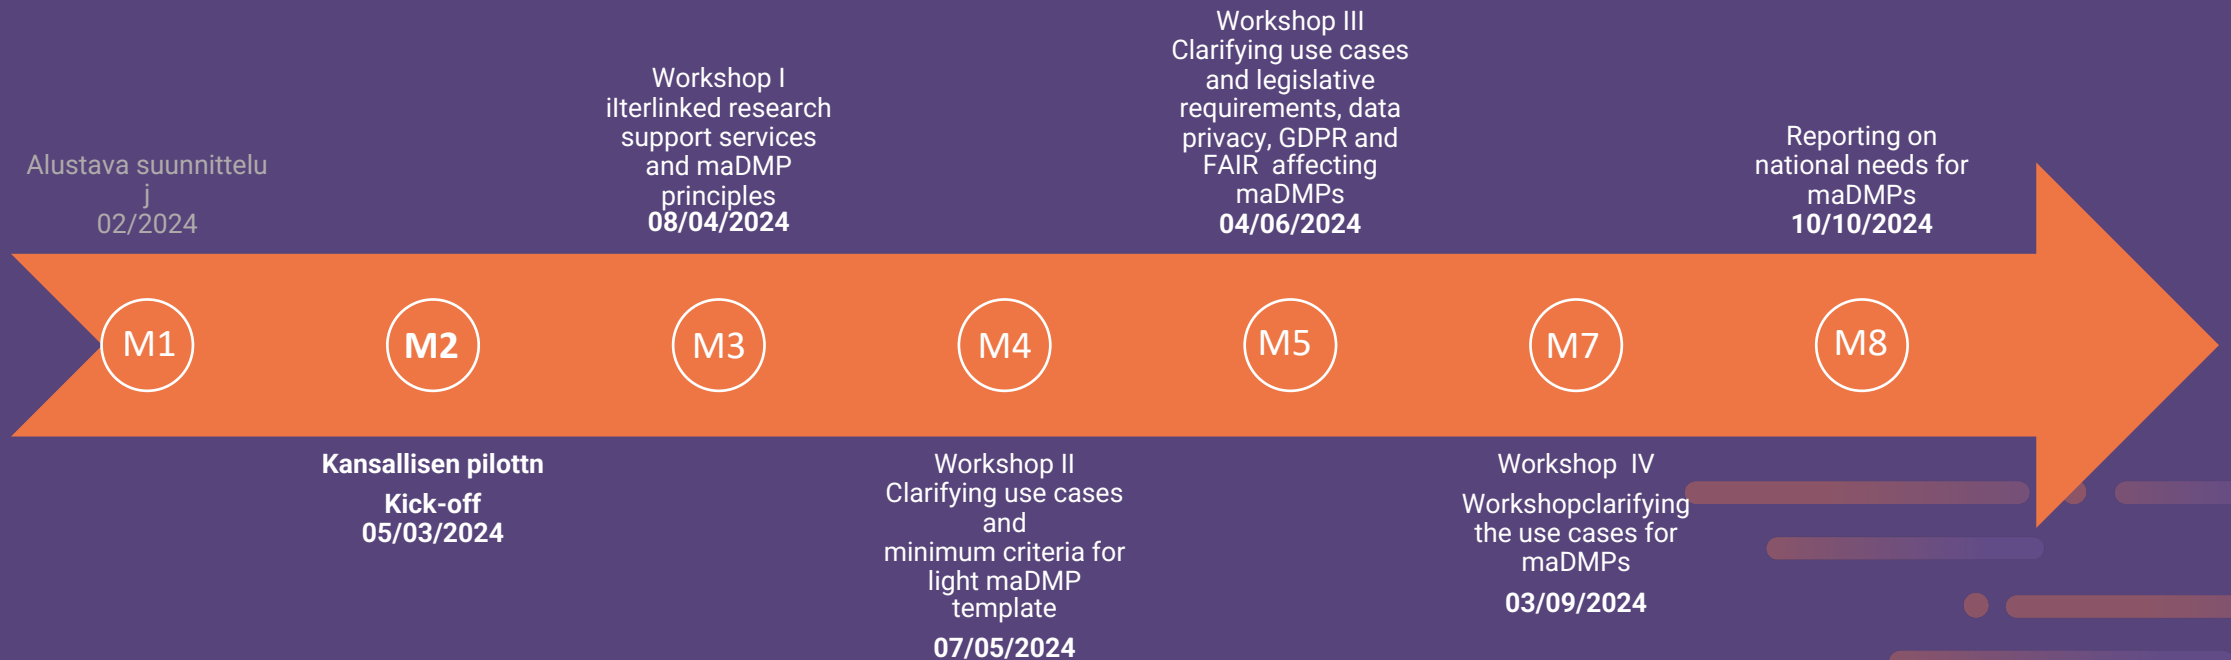 Alustava suunnittelu
j
02/2024
Workshop I
iIterlinked research
support services
and maDMP
principles
08/04/2024
Workshop III
Clarifying use cases
and legislative
requirements, data
privacy, GDPR and
FAIR affecting
maDMPs
04/06/2024
Reporting on
national needs for
maDMPs
10/10/2024
M1
M2
M3
M4
M5
M7
M8
Kansallisen pilottn
Kick-off
05/03/2024
Workshop II
Clarifying use cases
and
minimum criteria for
light maDMP
template
07/05/2024
Workshop IV
Workshopclarifying
the use cases for
maDMPs
03/09/2024